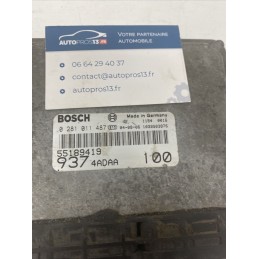 AUTOPROS13.FR
VOTRE PARTENAIRE
AUTOMOBILE
06 64 29 40 37
contact@autopros13.fr
autopros13.fr
BOSCH
Made in Germany
0 281 011 487
55189419
937 4ADAA 100